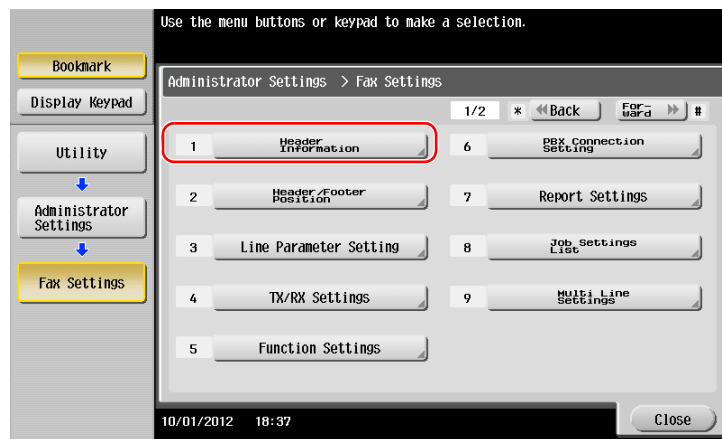 Use the menu buttons or keypad to make a selection.
Bookmark
Display Keypad
Utility
Administrator
Settings
Fax Settings
Administrator Settings > Fax Settings
1/2 * Back For-
ward #
1 Header
Information
2 Header/Footer
Position
3 Line Parameter Setting
4 TX/RX Settings
5 Function Settings
6 PBX Connection
Setting
7 Report Settings
8 Job Settings
List
9 Multi Line
Settings
10/01/2012 18:37
Close